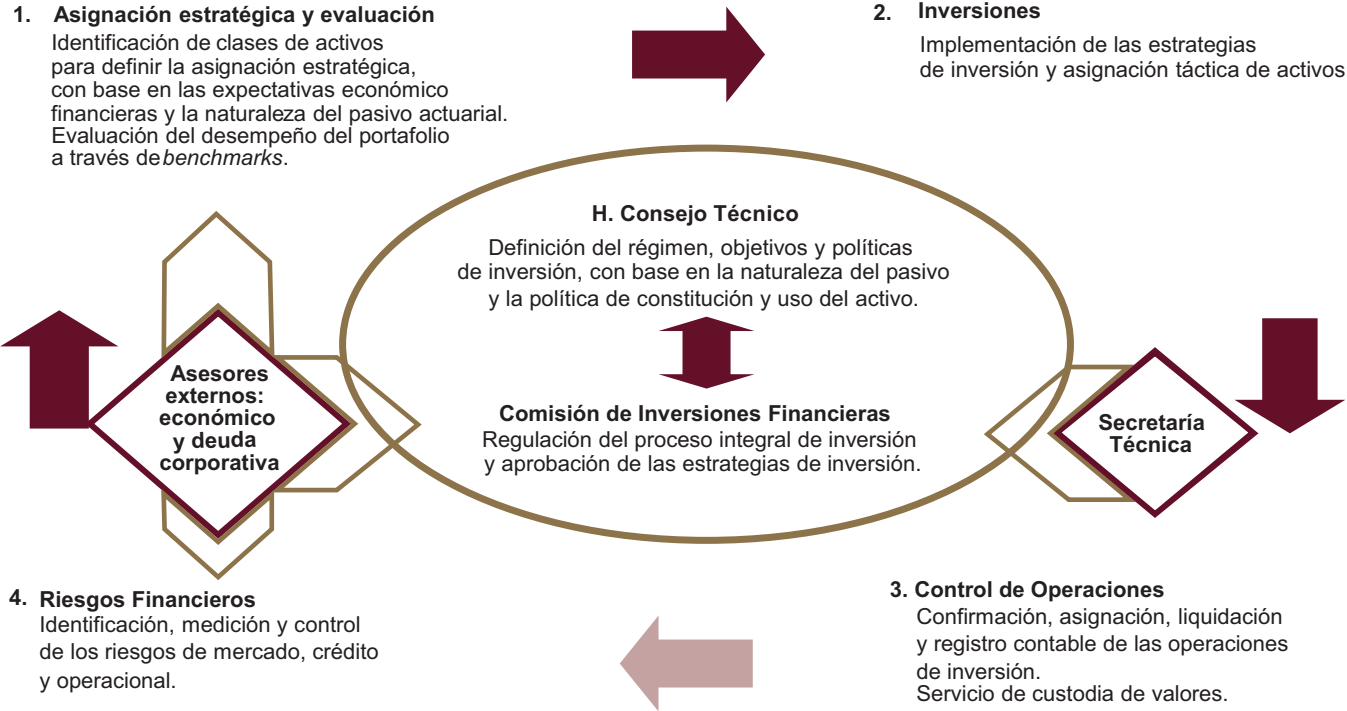 1. Asignación estratégica y evaluación
Identificación de clases de activos
para definir la asignación estratégica,
con base en las expectativas económico
financieras y la naturaleza del pasivo actuarial.
Evaluación del desempeño del portafolio
a través de benchmarks.
2. Inversiones
Implementación de las estrategias
de inversión y asignación táctica de activos
H. Consejo Técnico
Definición del régimen, objetivos y políticas
de inversión, con base en la naturaleza del pasivo
y la política de constitución y uso del activo.
Comisión de Inversiones Financieras
Regulación del proceso integral de inversión
y aprobación de las estrategias de inversión.
Asesores
externos:
económico
y deuda
corporativa
Secretaría
Técnica
3. Control de Operaciones
Confirmación, asignación, liquidación
y registro contable de las operaciones
de inversión.
Servicio de custodia de valores.
4. Riesgos Financieros
Identificación, medición y control
de los riesgos de mercado, crédito
y operacional.